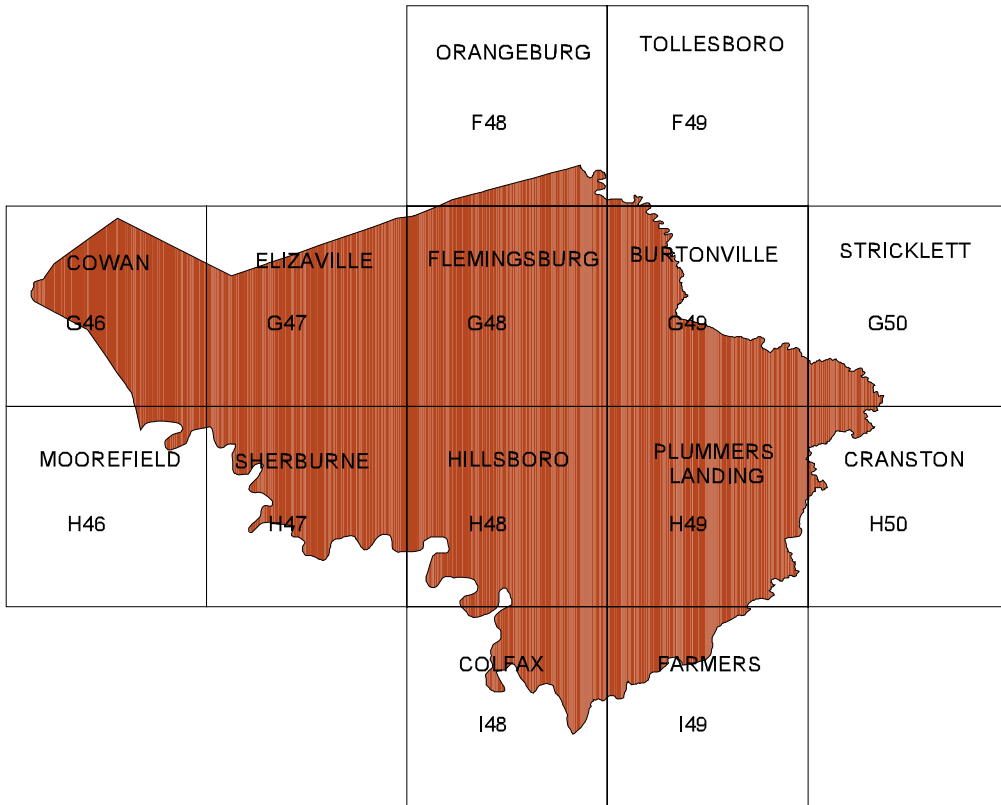 ORANGEBURG
TOLLESBORO
F48
F49
COWAN
ELIZAVILLE
FLEMINGSBURG
BURTONVILLE
STRICKLETT
G46
G47
G48
G49
G50
MOOREFIELD
SHERBURNE
HILLSBORO
PLUMMERS
LANDING
CRANSTON
H46
H47
H48
H49
H50
COLFAX
FARMERS
I48
I49